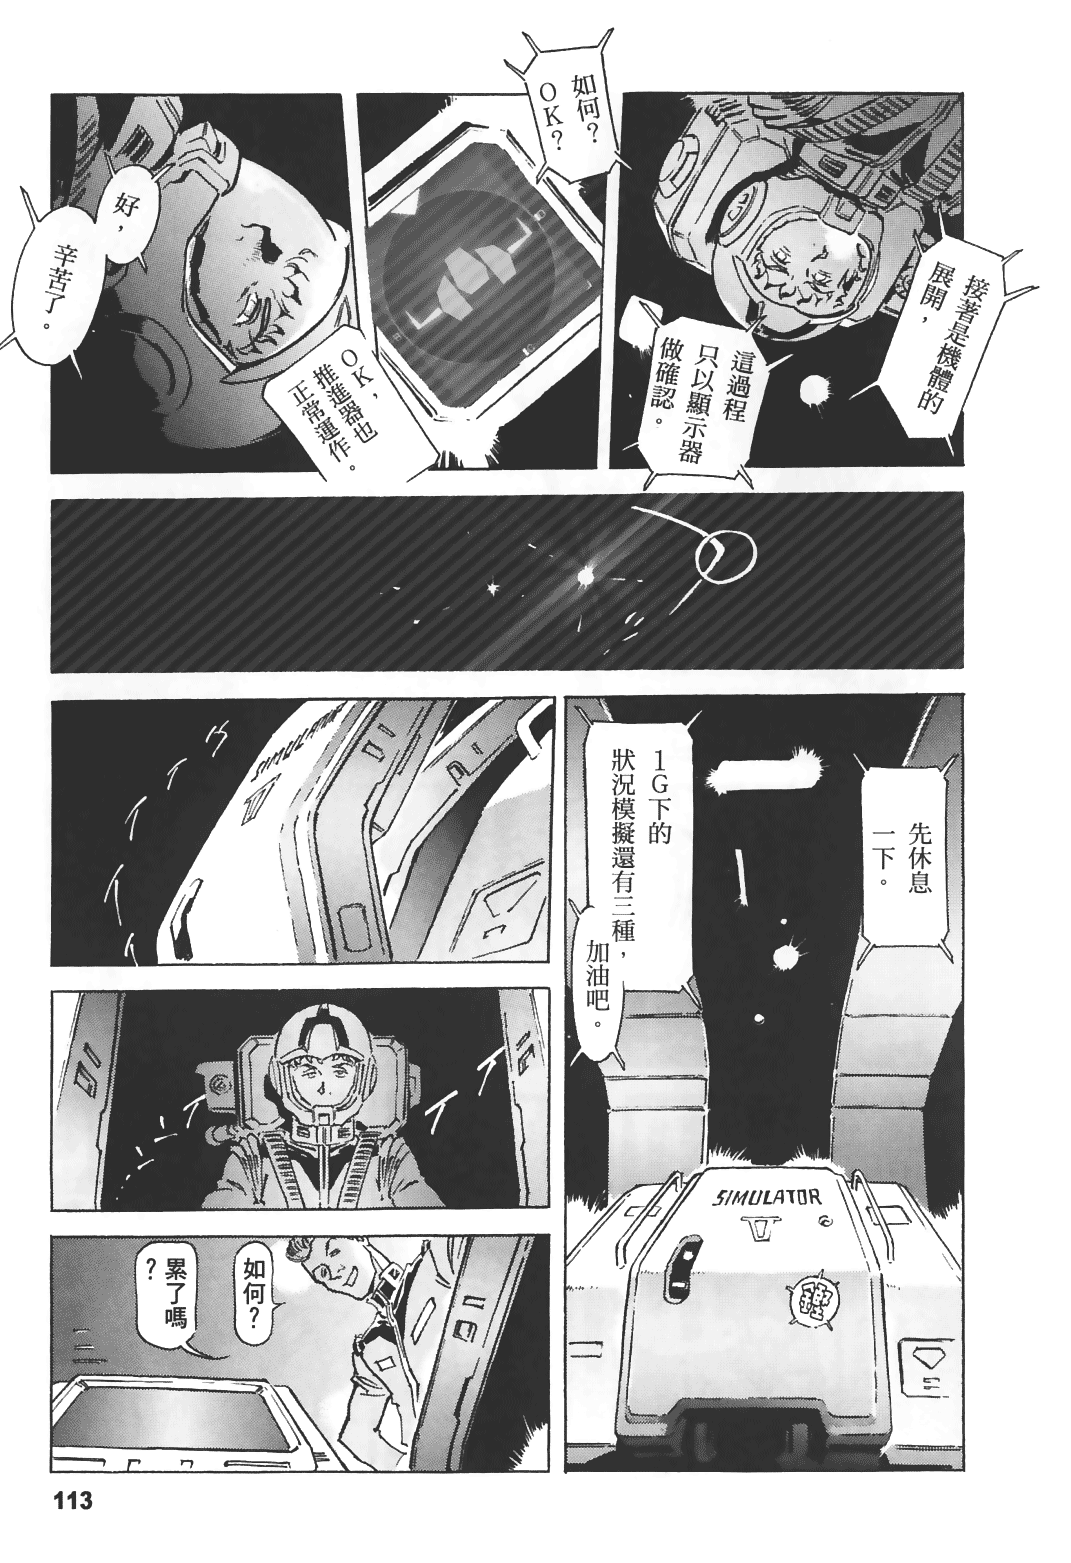 接著是機體的
展開，
這過程
只以顯示器
做確認。
如何？
OK？
OK，
推進器也
正常運作。
好，
辛苦了。
先休息
一下。
1G下的
狀況模擬還有三種，
加油吧。
SIMULATOR
鋰
SIMULATOR
如何？
累了嗎
？
113